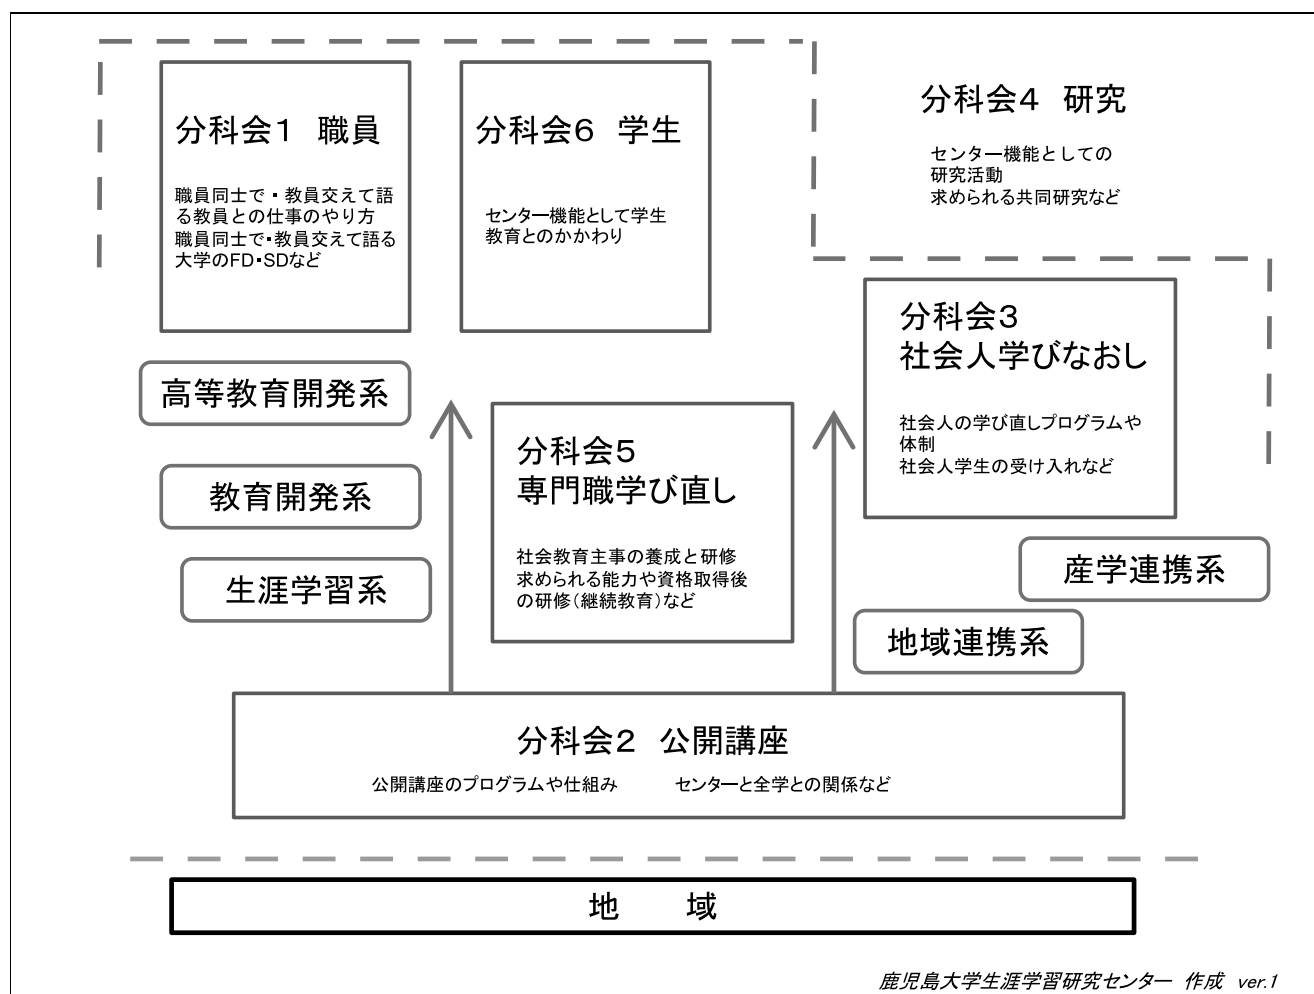 分科会1　職員
職員同士で・教員交えて語
る教員との仕事のやり方
職員同士で・教員交えて語る
大学のFD・SDなど
分科会6　学生
センター機能として学生
教育とのかかわり
分科会4　研究
センター機能としての
研究活動
求められる共同研究など
分科会3
社会人学びなおし
社会人の学び直しプログラムや
体制
社会人学生の受け入れなど
高等教育開発系
教育開発系
生涯学習系
分科会5
専門職学び直し
社会教育主事の養成と研修
求められる能力や資格取得後
の研修(継続教育)など
産学連携系
地域連携系
分科会2　公開講座
公開講座のプログラムや仕組み　　センターと全学との関係など
地　域
鹿児島大学生涯学習研究センター 作成 ver.1